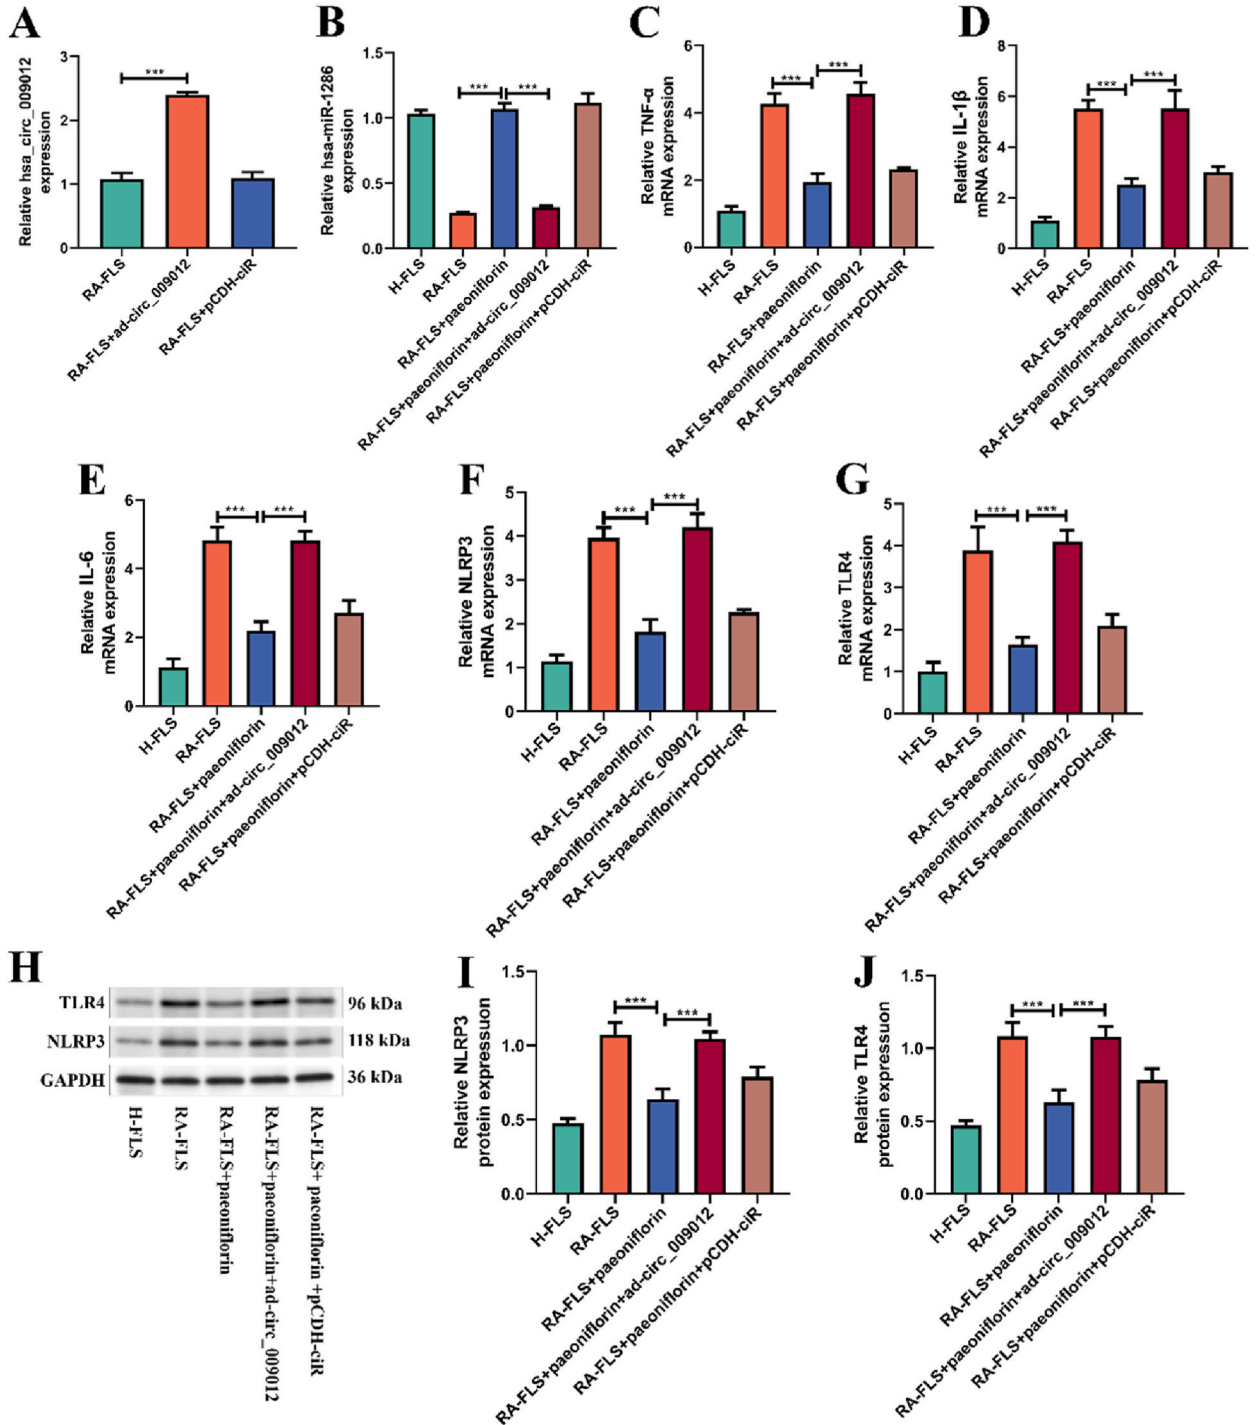 A
Relative hsa_circ_009012
expression
3
2
1
0
***
RA-FLS
RA-FLS+ad-circ_009012
RA-FLS+pCDH-ciR
B
Relative hsa-miR-1286
expression
1.5
1.0
0.5
0.0
***
***
H-FLS
RA-FLS
RA-FLS+paeoniflorin
RA-FLS+paeoniflorin+ad-circ_009012
RA-FLS+paeoniflorin+pCDH-ciR
C
Relative TNF-α
mRNA expression
6
4
2
0
***
***
H-FLS
RA-FLS
RA-FLS+paeoniflorin
RA-FLS+paeoniflorin+ad-circ_009012
RA-FLS+paeoniflorin+pCDH-ciR
D
Relative IL-1β
mRNA expression
8
6
4
2
0
***
***
H-FLS
RA-FLS
RA-FLS+paeoniflorin
RA-FLS+paeoniflorin+ad-circ_009012
RA-FLS+paeoniflorin+pCDH-ciR
E
Relative IL-6
mRNA expression
6
4
2
0
***
***
H-FLS
RA-FLS
RA-FLS+paeoniflorin
RA-FLS+paeoniflorin+ad-circ_009012
RA-FLS+paeoniflorin+pCDH-ciR
F
Relative NLRP3
mRNA expression
5
4
3
2
1
0
***
***
H-FLS
RA-FLS
RA-FLS+paeoniflorin
RA-FLS+paeoniflorin+ad-circ_009012
RA-FLS+paeoniflorin+pCDH-ciR
G
Relative TLR4
mRNA expression
5
4
3
2
1
0
***
***
H-FLS
RA-FLS
RA-FLS+paeoniflorin
RA-FLS+paeoniflorin+ad-circ_009012
RA-FLS+paeoniflorin+pCDH-ciR
H
TLR4 96 kDa
NLRP3 118 kDa
GAPDH 36 kDa
H-FLS
RA-FLS
RA-FLS+paeoniflorin
RA-FLS+paeoniflorin+ad-circ_009012
RA-FLS+ paeoniflorin +pCDH-ciR
I
Relative NLRP3
protein expressuon
1.5
1.0
0.5
0.0
***
***
H-FLS
RA-FLS
RA-FLS+paeoniflorin
RA-FLS+paeoniflorin+ad-circ_009012
RA-FLS+paeoniflorin+pCDH-ciR
J
Relative TLR4
protein expressuon
1.5
1.0
0.5
0.0
***
***
H-FLS
RA-FLS
RA-FLS+paeoniflorin
RA-FLS+paeoniflorin+ad-circ_009012
RA-FLS+paeoniflorin+pCDH-ciR